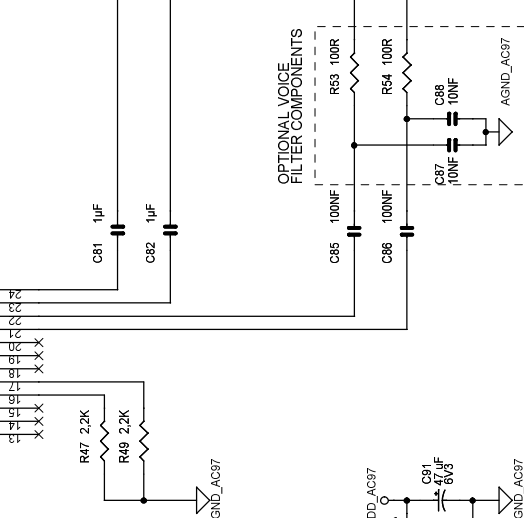 OPTIONAL VOICE
FILTER COMPONENTS
R53 100R
R54 100R
C88
10NF
C87
10NF
AGND_AC97
C81 1µF
C82 1µF
C85 100NF
C86 100NF
24
23
22
21
20
19
18
17
16
15
14
13
R47 2,2K
R49 2,2K
GND_AC97
DD_AC97
C91
47 uF
6V3
GND_AC97